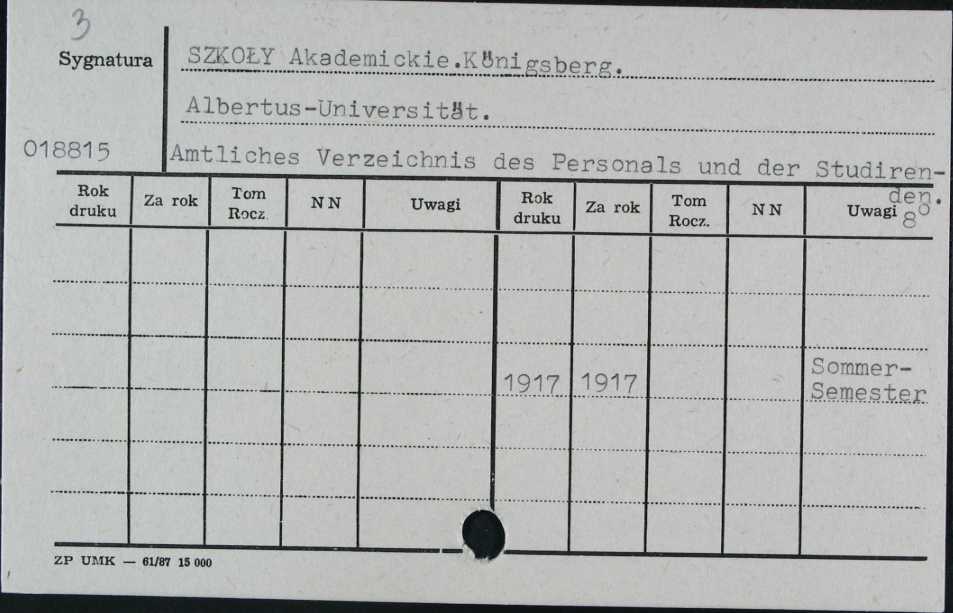 3
Sygnatura
SZKOŁY Akademickie.Königsberg.
Albertus-Universität.
018815
Amtliches Verzeichnis des Personals und der Studiren-
den.
8°
Rok druku Za rok Tom Rocz. N N Uwagi Rok druku Za rok Tom Rocz. N N Uwagi
1917 1917 Sommer-
Semester
ZP UMK — 61/87 15 000